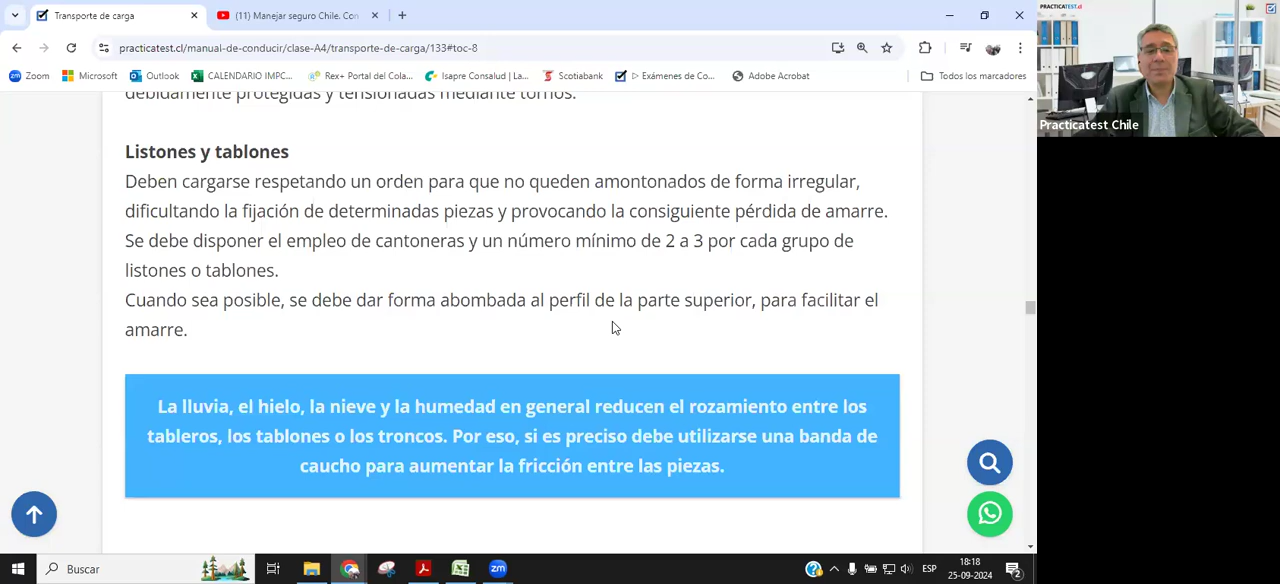 Transporte de carga
(11) Manejar seguro Chile, Con
practicatest.cl/manual-de-conducir/clase-A4/transporte-de-carga/133#toc-8
Zoom
Microsoft
Outlook
CALENDARIO IMPC...
Rex+ Portal del Cola...
Isapre Consalud | La...
Scotiabank
▷ Exámenes de Co...
Adobe Acrobat
Todos los marcadores
PRACTICATEST.cl
Practicatest Chile
debidamente protegidas y tensionadas mediante tornos.
Listones y tablones
Deben cargarse respetando un orden para que no queden amontonados de forma irregular,
dificultando la fijación de determinadas piezas y provocando la consiguiente pérdida de amarre.
Se debe disponer el empleo de cantoneras y un número mínimo de 2 a 3 por cada grupo de
listones o tablones.
Cuando sea posible, se debe dar forma abombada al perfil de la parte superior, para facilitar el
amarre.
La lluvia, el hielo, la nieve y la humedad en general reducen el rozamiento entre los
tableros, los tablones o los troncos. Por eso, si es preciso debe utilizarse una banda de
caucho para aumentar la fricción entre las piezas.
Buscar
zm
ESP
18:18
25-09-2024
2